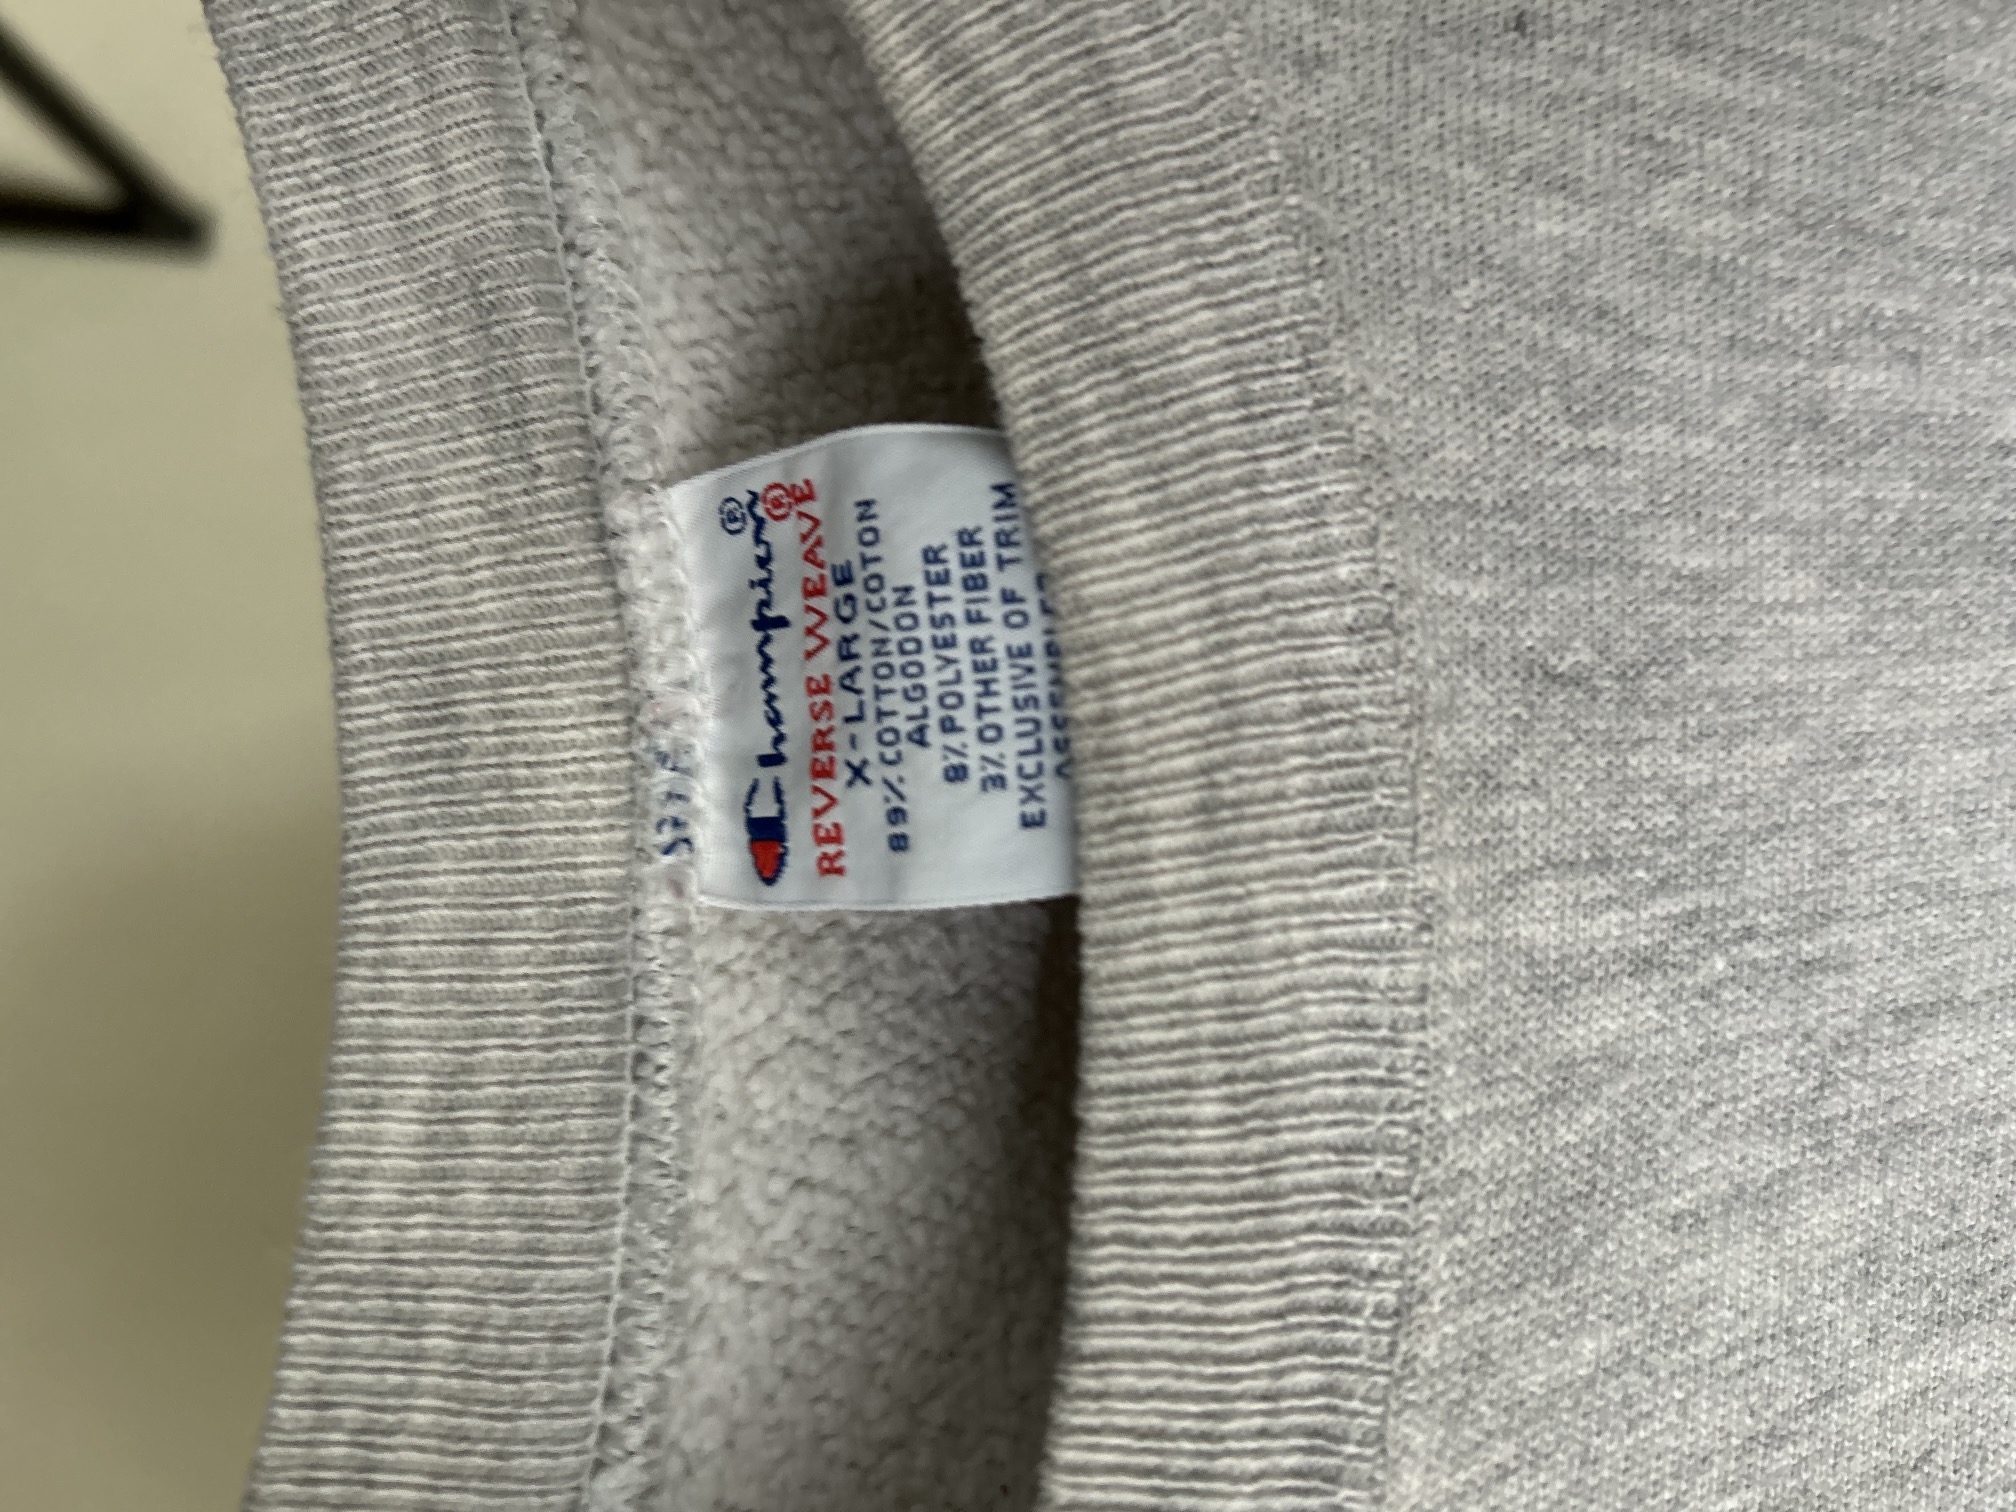 Champion®
REVERSE WEAVE®
X-LARGE
89% COTTON/COTON
ALGODON
8% POLYESTER
3% OTHER FIBER
EXCLUSIVE OF TRIM